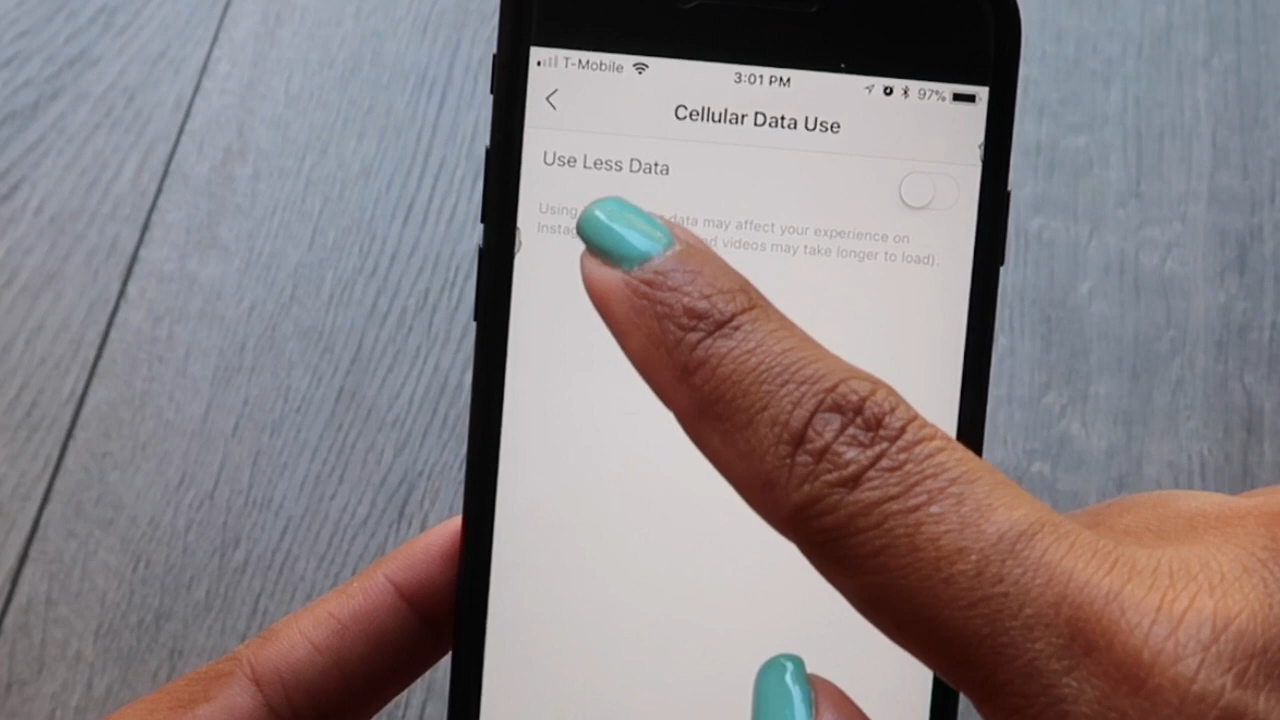 T-Mobile 3:01 PM 97%
Cellular Data Use
Use Less Data
Using data may affect your experience on
videos may take longer to load).